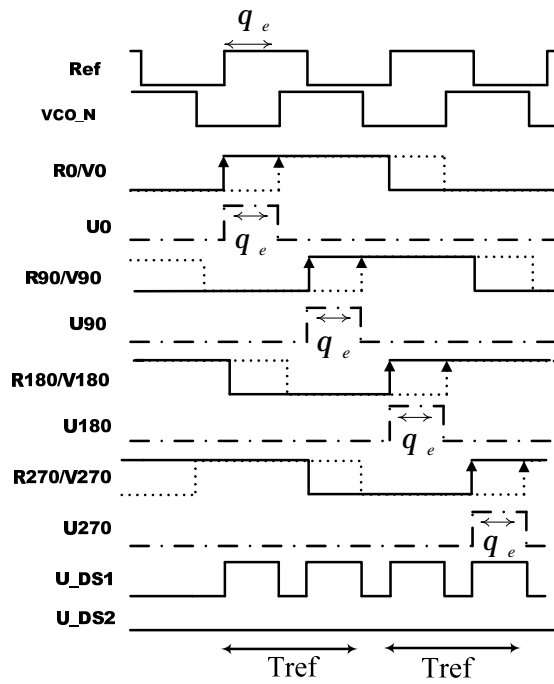 q e
Ref
VCO_N
R0/V0
U0
q e
R90/V90
U90
q e
R180/V180
U180
q e
R270/V270
U270
q e
U_DS1
U_DS2
Tref Tref